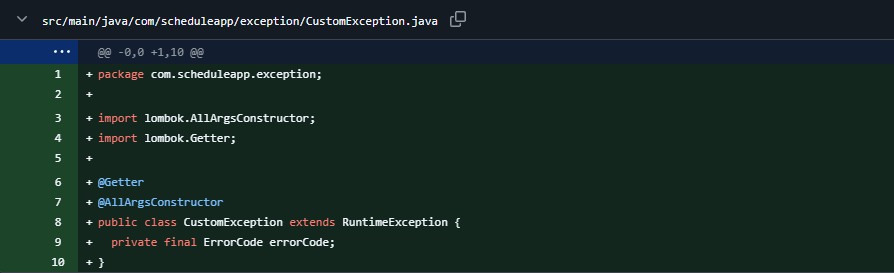 src/main/java/com/scheduleapp/exception/CustomException.java
... @@ -0,0 +1,10 @@
1 + package com.scheduleapp.exception;
2 +
3 + import lombok.AllArgsConstructor;
4 + import lombok.Getter;
5 +
6 + @Getter
7 + @AllArgsConstructor
8 + public class CustomException extends RuntimeException {
9 +   private final ErrorCode errorCode;
10 + }